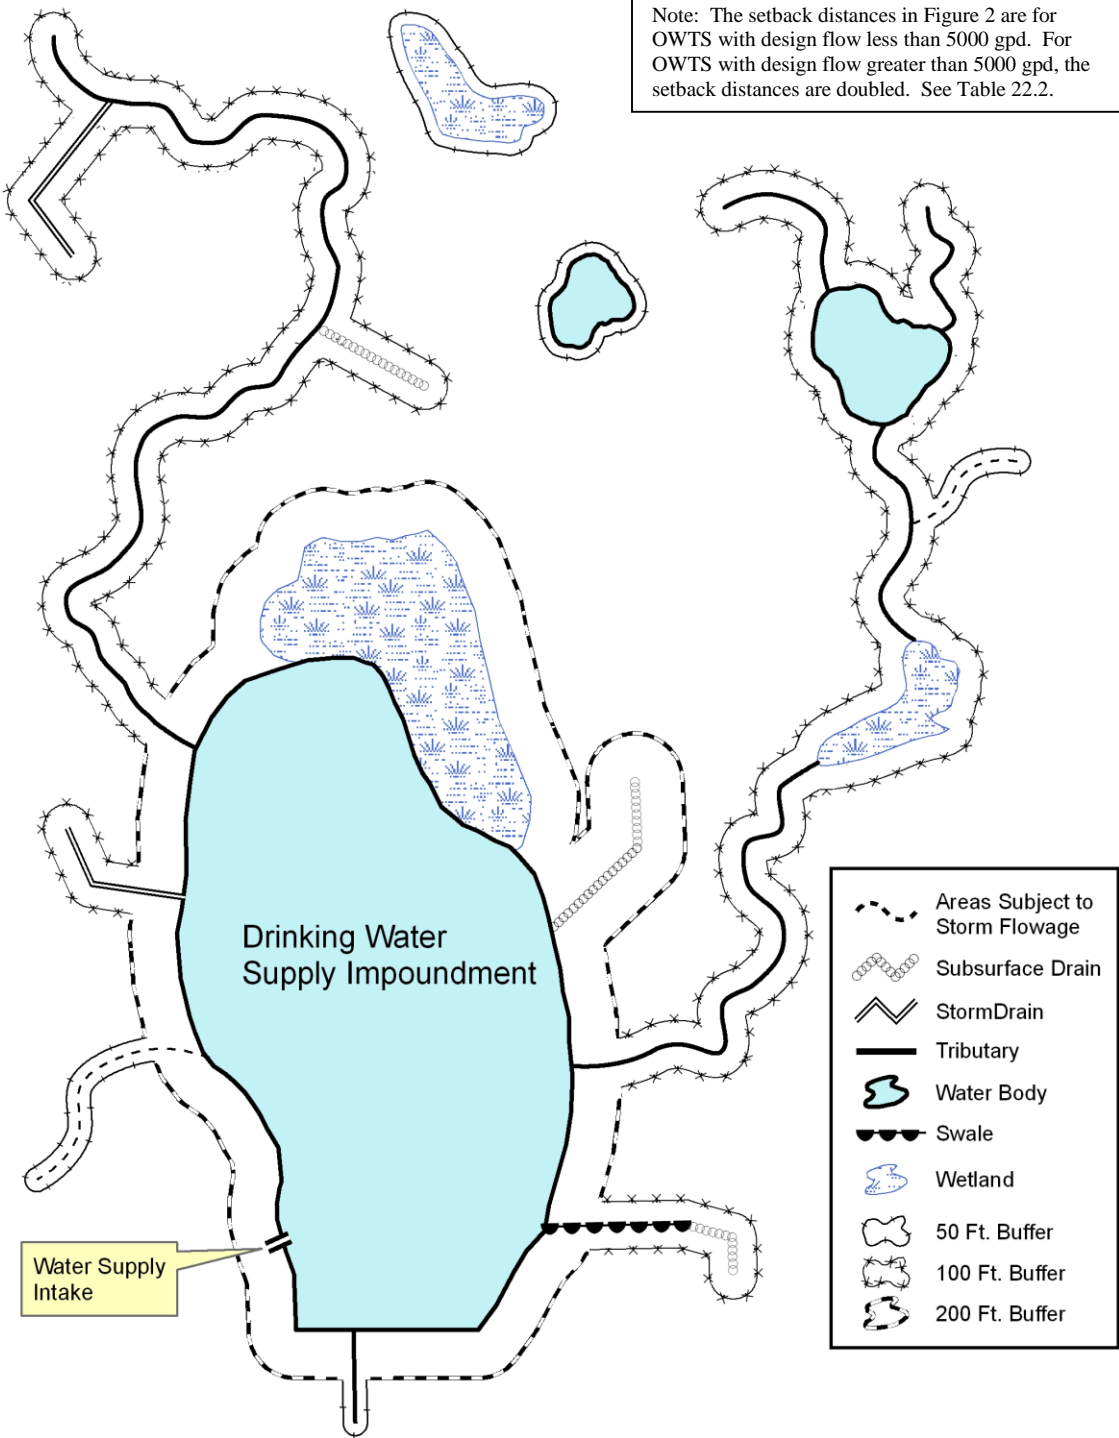 Note:  The setback distances in Figure 2 are for
OWTS with design flow less than 5000 gpd.  For
OWTS with design flow greater than 5000 gpd, the
setback distances are doubled.  See Table 22.2.
Drinking Water
Supply Impoundment
Water Supply
Intake
Areas Subject to
Storm Flowage
Subsurface Drain
StormDrain
Tributary
Water Body
Swale
Wetland
50 Ft. Buffer
100 Ft. Buffer
200 Ft. Buffer